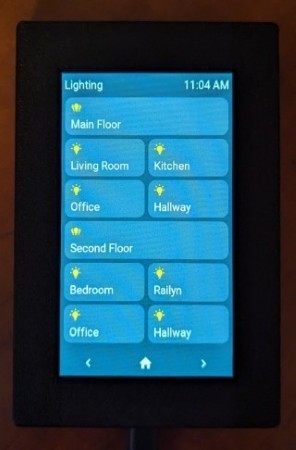 Lighting 11:04 AM
Main Floor
Living Room Kitchen
Office Hallway
Second Floor
Bedroom Railyn
Office Hallway